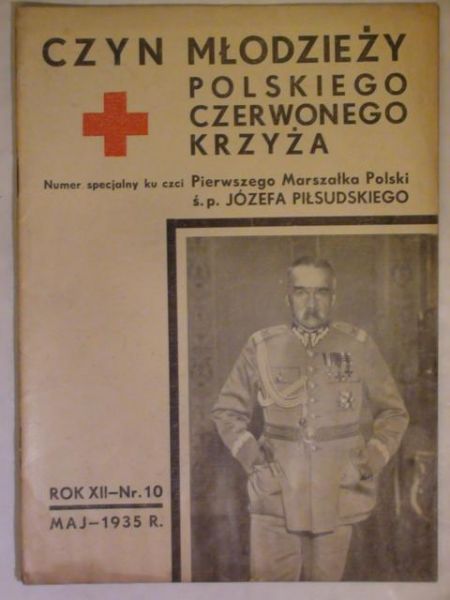 CZYN MŁODZIEŻY
POLSKIEGO
CZERWONEGO
KRZYŻA
Numer specjalny ku czci Pierwszego Marszałka Polski
ś.p. JÓZEFA PIŁSUDSKIEGO
ROK XII—Nr. 10
MAJ—1935 R.